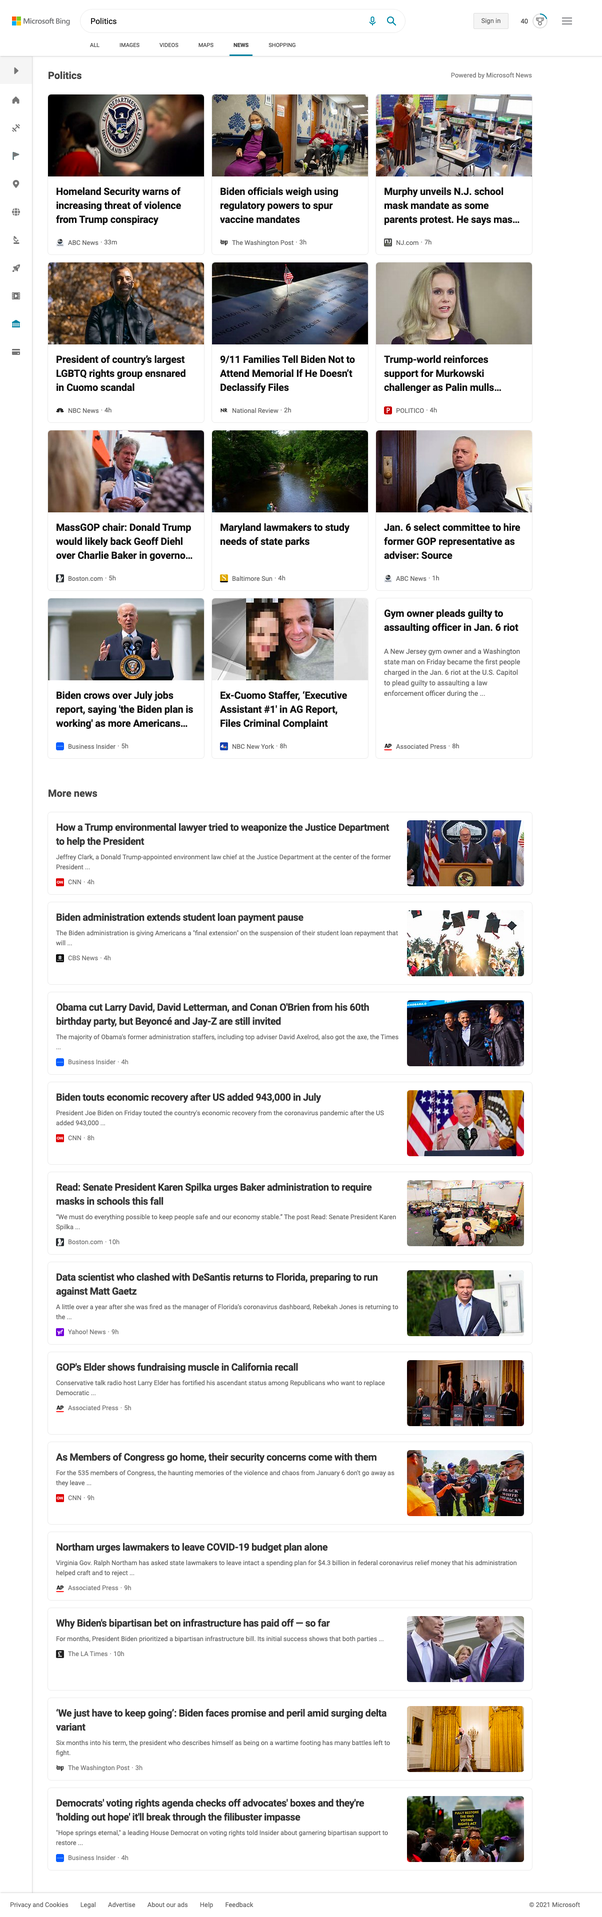 Microsoft Bing
Politics
Sign in
40
ALL
IMAGES
VIDEOS
MAPS
NEWS
SHOPPING
Politics
Powered by Microsoft News
Homeland Security warns of
increasing threat of violence
from Trump conspiracy
ABC News · 33m
Biden officials weigh using
regulatory powers to spur
vaccine mandates
wp
The Washington Post · 3h
Murphy unveils N.J. school
mask mandate as some
parents protest. He says mas...
NJ.com · 7h
President of country's largest
LGBTQ rights group ensnared
in Cuomo scandal
NBC News · 4h
9/11 Families Tell Biden Not to
Attend Memorial If He Doesn't
Declassify Files
NR
National Review · 2h
Trump-world reinforces
support for Murkowski
challenger as Palin mulls...
P
POLITICO · 4h
MassGOP chair: Donald Trump
would likely back Geoff Diehl
over Charlie Baker in governo...
Boston.com · 5h
Maryland lawmakers to study
needs of state parks
Baltimore Sun · 4h
Jan. 6 select committee to hire
former GOP representative as
adviser: Source
ABC News · 1h
Biden crows over July jobs
report, saying 'the Biden plan is
working' as more Americans...
Business Insider · 5h
Ex-Cuomo Staffer, 'Executive
Assistant #1' in AG Report,
Files Criminal Complaint
NBC New York · 8h
Gym owner pleads guilty to
assaulting officer in Jan. 6 riot
A New Jersey gym owner and a Washington
state man on Friday became the first people
charged in the Jan. 6 riot at the U.S. Capitol
to plead guilty to assaulting a law
enforcement officer during the ...
AP
Associated Press · 8h
More news
How a Trump environmental lawyer tried to weaponize the Justice Department
to help the President
Jeffrey Clark, a Donald Trump-appointed environment law chief at the Justice Department at the center of the former
President ...
CNN · 4h
Biden administration extends student loan payment pause
The Biden administration is giving Americans a "final extension" on the suspension of their student loan repayment that
will ...
CBS News · 4h
Obama cut Larry David, David Letterman, and Conan O'Brien from his 60th
birthday party, but Beyoncé and Jay-Z are still invited
The majority of Obama's former administration staffers, including top adviser David Axelrod, also got the axe, the Times
...
Business Insider · 4h
Biden touts economic recovery after US added 943,000 in July
President Joe Biden on Friday touted the country's economic recovery from the coronavirus pandemic after the US
added 943,000 ...
CNN · 8h
Read: Senate President Karen Spilka urges Baker administration to require
masks in schools this fall
"We must do everything possible to keep people safe and our economy stable." The post Read: Senate President Karen
Spilka ...
Boston.com · 10h
Data scientist who clashed with DeSantis returns to Florida, preparing to run
against Matt Gaetz
A little over a year after she was fired as the manager of Florida's coronavirus dashboard, Rebekah Jones is returning to
the ...
Yahoo! News · 9h
GOP's Elder shows fundraising muscle in California recall
Conservative talk radio host Larry Elder has fortified his ascendant status among Republicans who want to replace
Democratic ...
AP
Associated Press · 5h
As Members of Congress go home, their security concerns come with them
For the 535 members of Congress, the haunting memories of the violence and chaos from January 6 don't go away as
they leave ...
CNN · 9h
Northam urges lawmakers to leave COVID-19 budget plan alone
Virginia Gov. Ralph Northam has asked state lawmakers to leave intact a spending plan for $4.3 billion in federal coronavirus relief money that his administration
helped craft and to reject ...
AP
Associated Press · 9h
Why Biden's bipartisan bet on infrastructure has paid off — so far
For months, President Biden prioritized a bipartisan infrastructure bill. Its initial success shows that both parties ...
The LA Times · 10h
'We just have to keep going': Biden faces promise and peril amid surging delta
variant
Six months into his term, the president who describes himself as being on a wartime footing has many battles left to
fight.
wp
The Washington Post · 3h
Democrats' voting rights agenda checks off advocates' boxes and they're
'holding out hope' it'll break through the filibuster impasse
"Hope springs eternal," a leading House Democrat on voting rights told Insider about garnering bipartisan support to
restore ...
Business Insider · 4h
Privacy and Cookies
Legal
Advertise
About our ads
Help
Feedback
© 2021 Microsoft